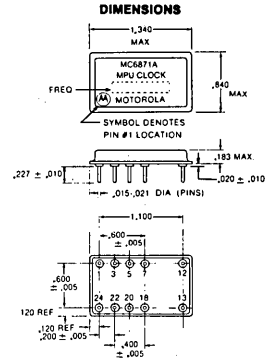 DIMENSIONS
1.340
MAX
MC6871A
MPU CLOCK
FREQ
MOTOROLA
.840
MAX
SYMBOL DENOTES
PIN #1 LOCATION
.183 MAX.
.227 ± .010
.020 ± .010
.015-.021 DIA (PINS)
1.100
.600
± .005
1 3 5 7 12
.600
± .005
24 22 20 18 13
.120 REF
.120 REF
.200 ± .005
.400
± .005